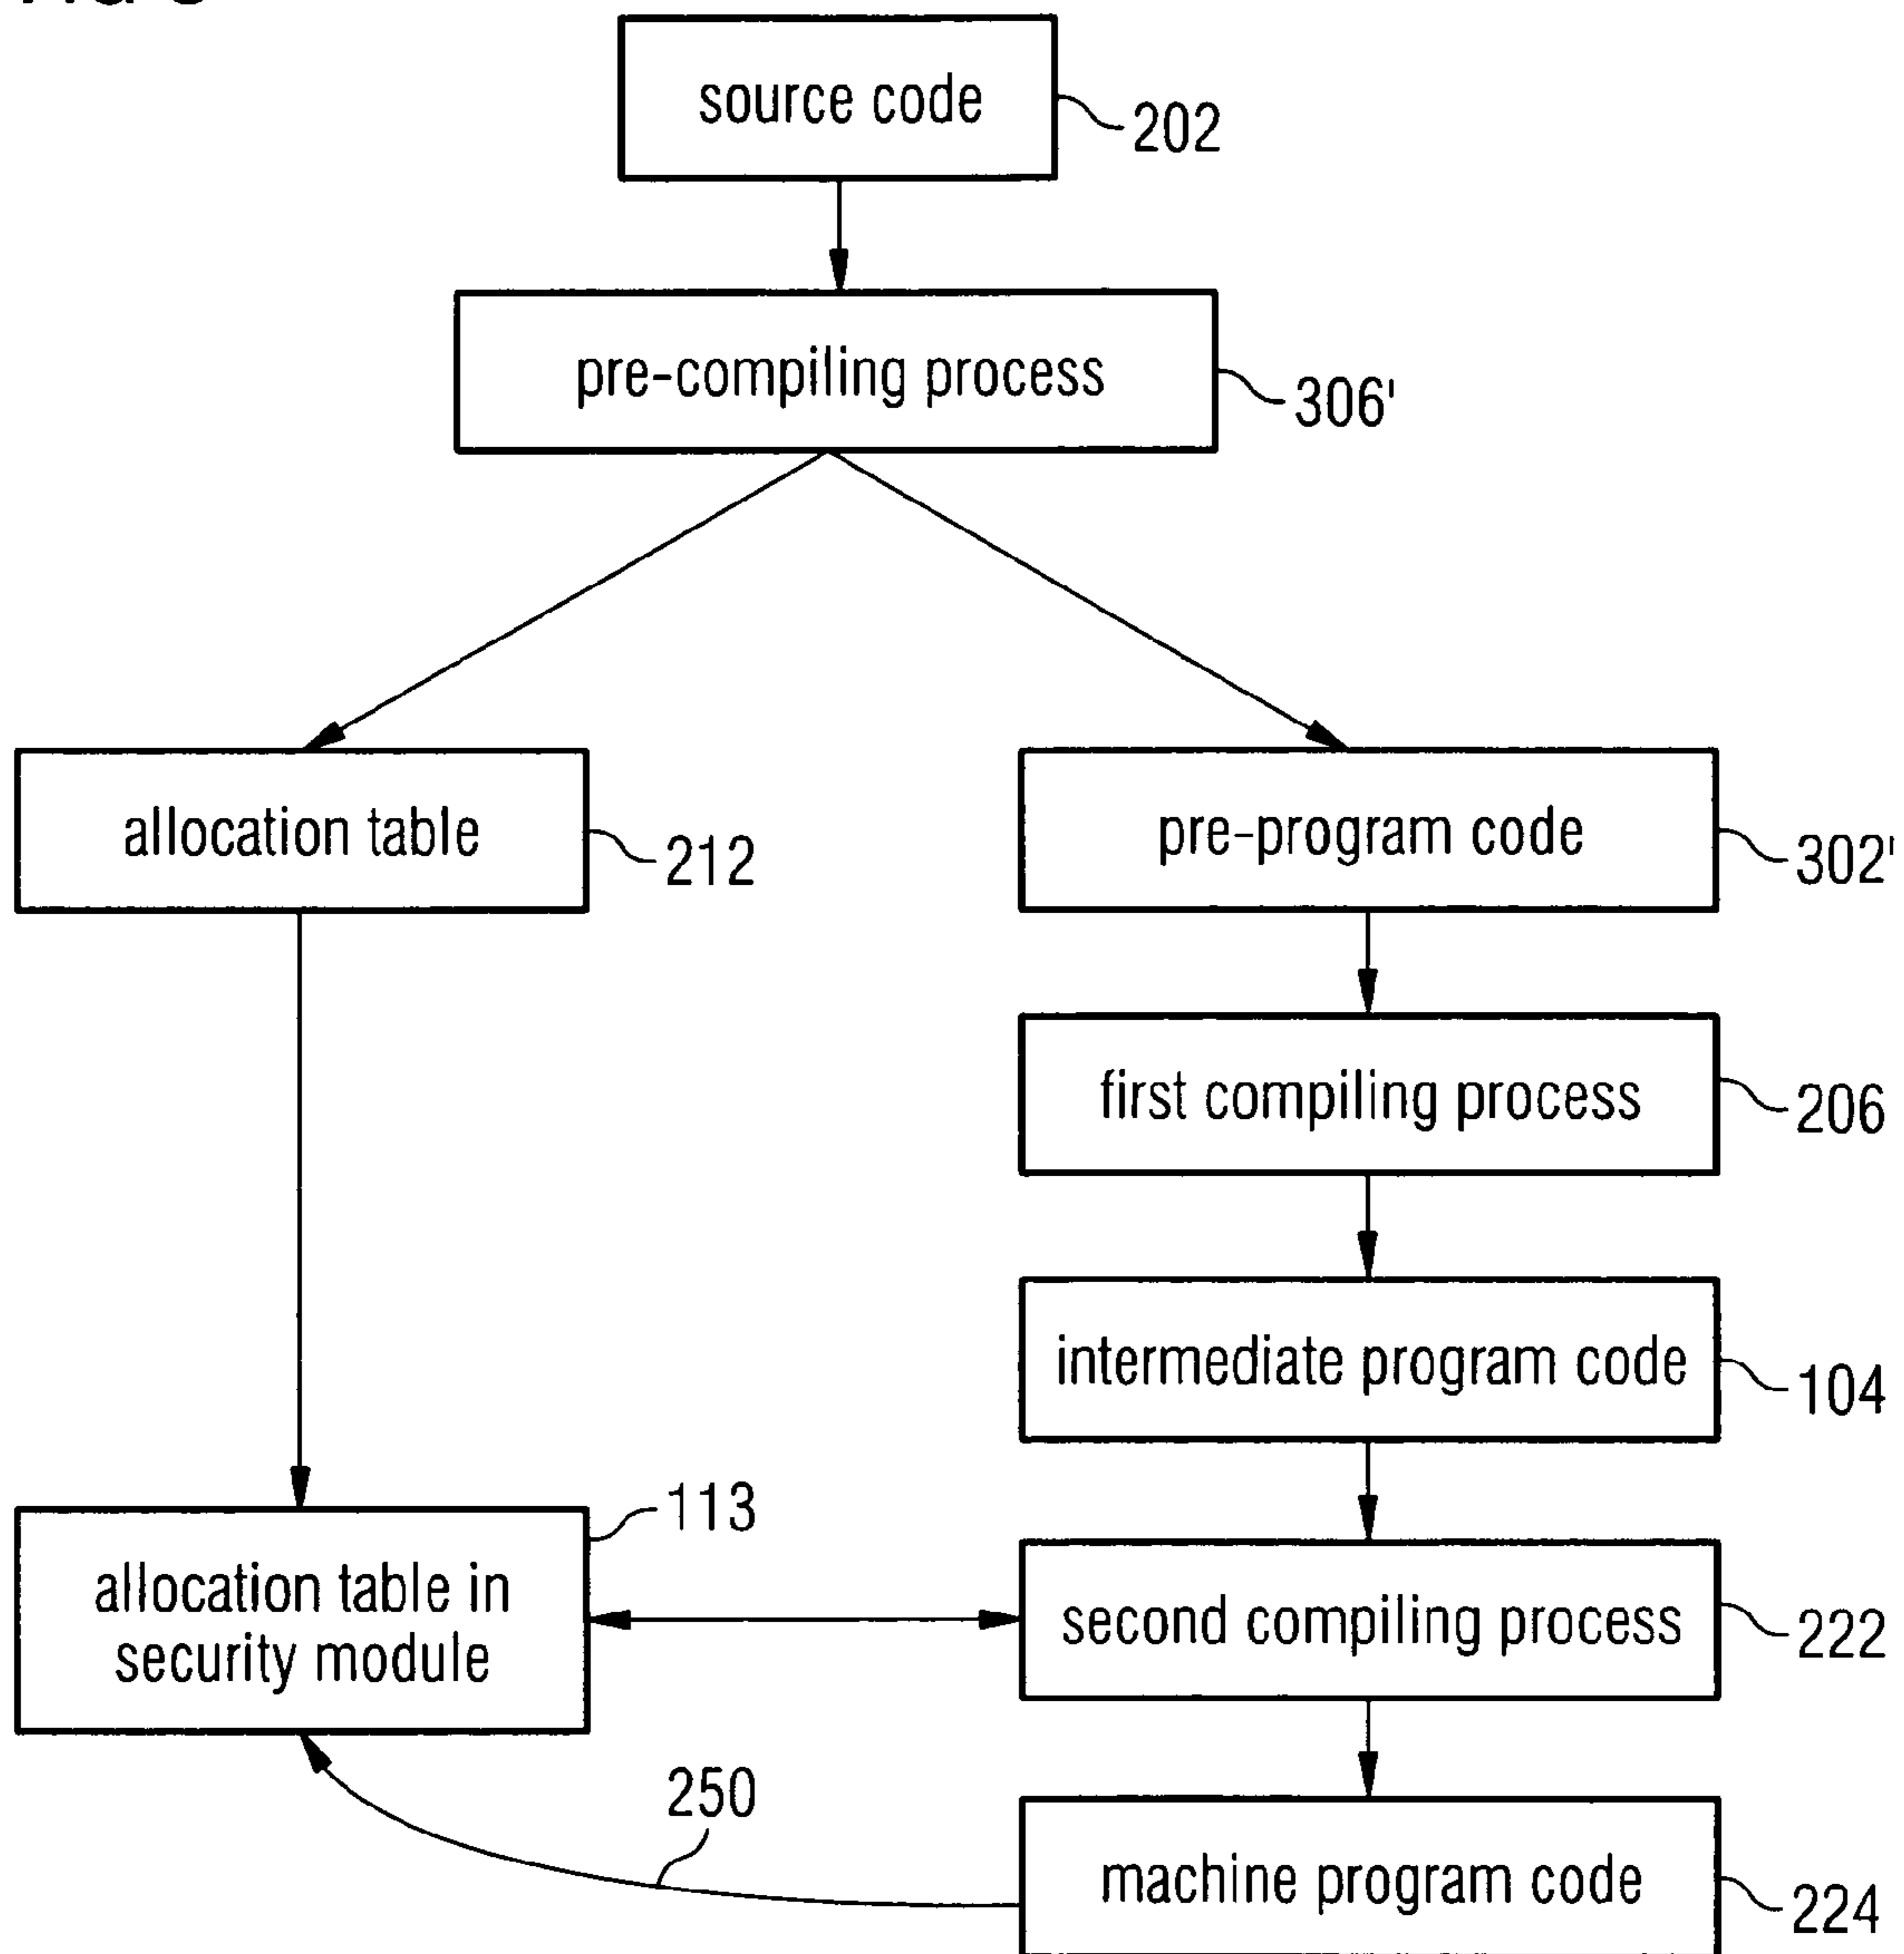 source code
202
pre-compiling process
306'
allocation table
212
pre-program code
302'
first compiling process
206
intermediate program code
104
113
allocation table in
security module
second compiling process
222
250
machine program code
224